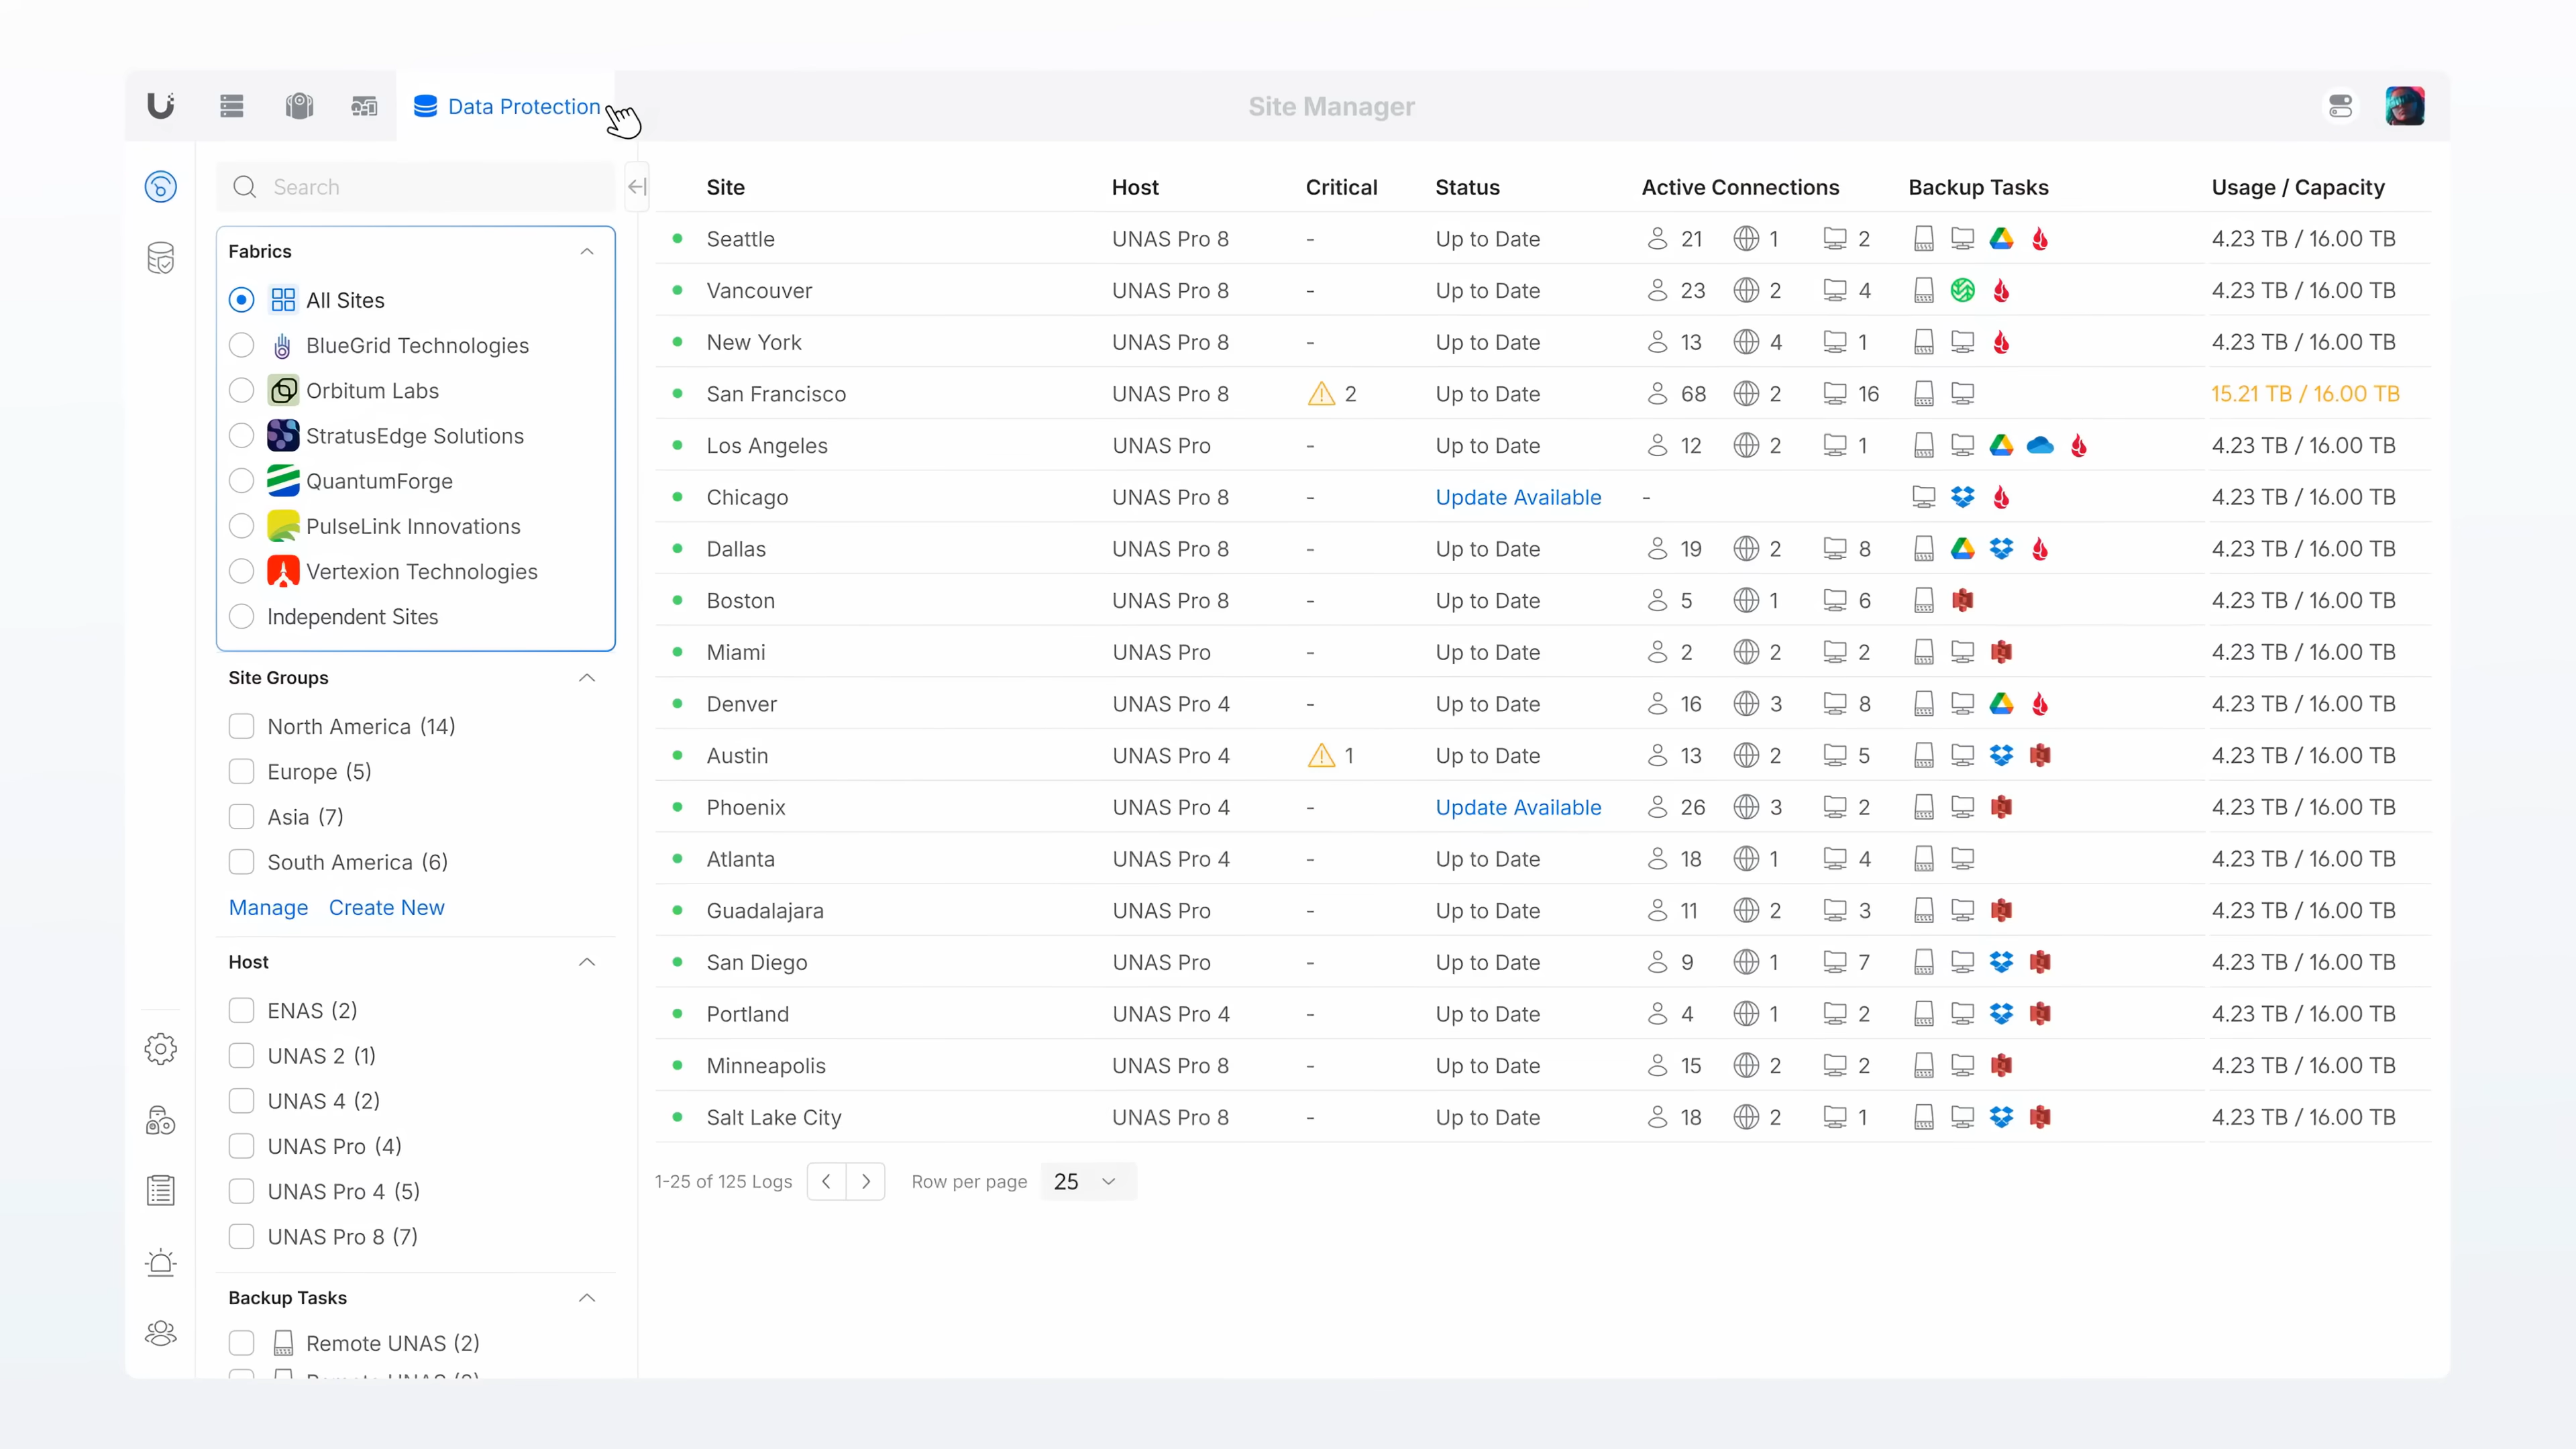 Data Protection
Site Manager
Search
Fabrics
All Sites
BlueGrid Technologies
Orbitum Labs
StratusEdge Solutions
QuantumForge
PulseLink Innovations
Vertexion Technologies
Independent Sites
Site Groups
North America (14)
Europe (5)
Asia (7)
South America (6)
Manage Create New
Host
ENAS (2)
UNAS 2 (1)
UNAS 4 (2)
UNAS Pro (4)
UNAS Pro 4 (5)
UNAS Pro 8 (7)
Backup Tasks
Remote UNAS (2)
Site Host Critical Status Active Connections Backup Tasks Usage / Capacity
Seattle UNAS Pro 8 - Up to Date 21 1 2 4.23 TB / 16.00 TB
Vancouver UNAS Pro 8 - Up to Date 23 2 4 4.23 TB / 16.00 TB
New York UNAS Pro 8 - Up to Date 13 4 1 4.23 TB / 16.00 TB
San Francisco UNAS Pro 8 2 Up to Date 68 2 16 15.21 TB / 16.00 TB
Los Angeles UNAS Pro - Up to Date 12 2 1 4.23 TB / 16.00 TB
Chicago UNAS Pro 8 - Update Available - 4.23 TB / 16.00 TB
Dallas UNAS Pro 8 - Up to Date 19 2 8 4.23 TB / 16.00 TB
Boston UNAS Pro 8 - Up to Date 5 1 6 4.23 TB / 16.00 TB
Miami UNAS Pro - Up to Date 2 2 2 4.23 TB / 16.00 TB
Denver UNAS Pro 4 - Up to Date 16 3 8 4.23 TB / 16.00 TB
Austin UNAS Pro 4 1 Up to Date 13 2 5 4.23 TB / 16.00 TB
Phoenix UNAS Pro 4 - Update Available 26 3 2 4.23 TB / 16.00 TB
Atlanta UNAS Pro 4 - Up to Date 18 1 4 4.23 TB / 16.00 TB
Guadalajara UNAS Pro - Up to Date 11 2 3 4.23 TB / 16.00 TB
San Diego UNAS Pro - Up to Date 9 1 7 4.23 TB / 16.00 TB
Portland UNAS Pro 4 - Up to Date 4 1 2 4.23 TB / 16.00 TB
Minneapolis UNAS Pro 8 - Up to Date 15 2 2 4.23 TB / 16.00 TB
Salt Lake City UNAS Pro 8 - Up to Date 18 2 1 4.23 TB / 16.00 TB
1-25 of 125 Logs Row per page 25